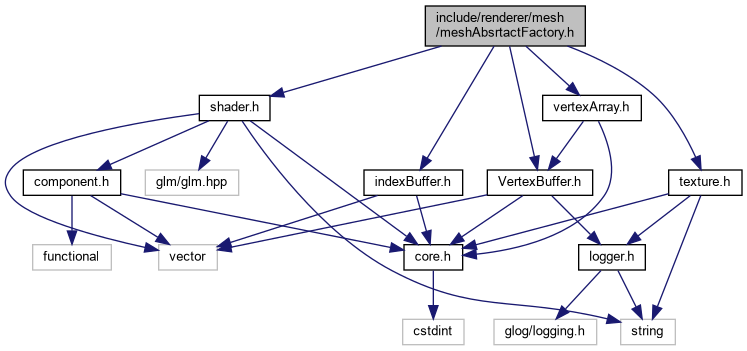 include/renderer/mesh
/meshAbsrtactFactory.h
shader.h
vertexArray.h
component.h
glm/glm.hpp
indexBuffer.h
VertexBuffer.h
texture.h
functional
vector
core.h
logger.h
cstdint
glog/logging.h
string